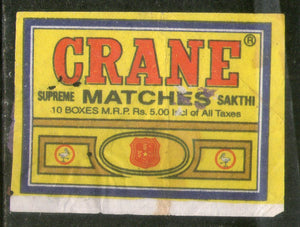 CRANE ®
SUPREME MATCHES SAKTHI
10 BOXES M.R.P. Rs. 5.00 Incl of All Taxes